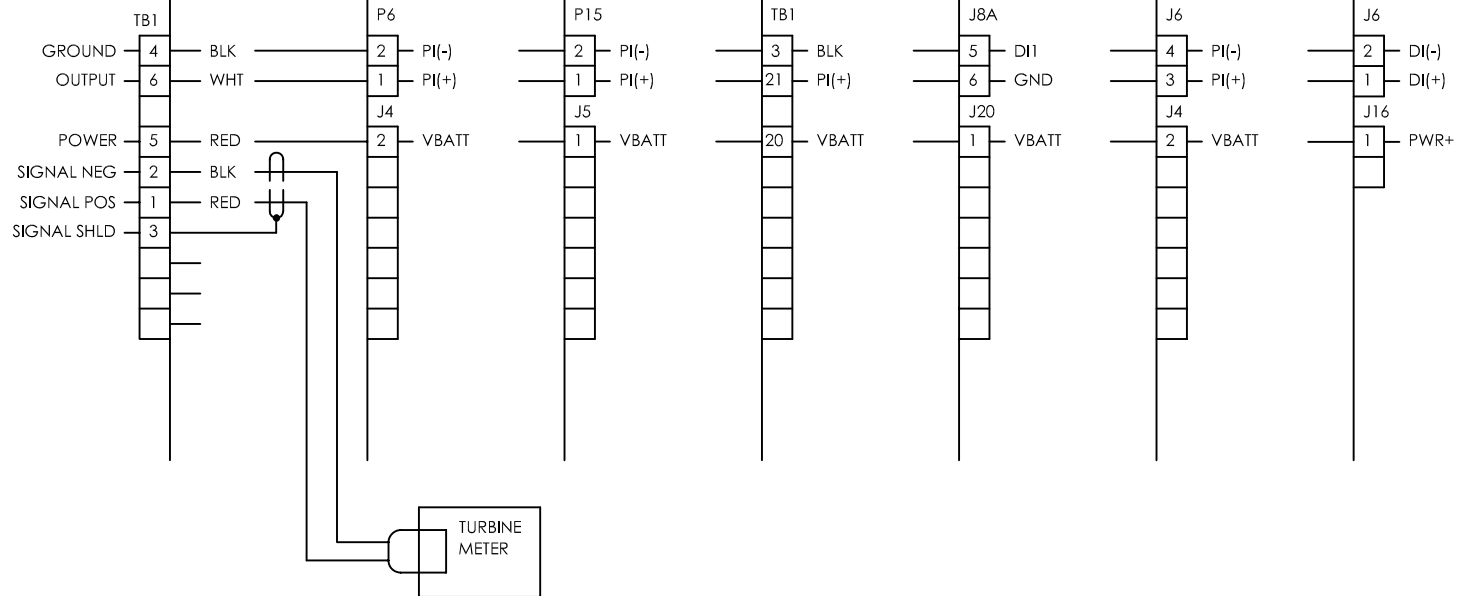 TB1 P6 P15 TB1 J8A J6 J6
GROUND 4 BLK 2 PI(-) 2 PI(-) 3 BLK 5 DI1 4 PI(-) 2 DI(-)
OUTPUT 6 WHT 1 PI(+) 1 PI(+) 21 PI(+) 6 GND 3 PI(+) 1 DI(+)
J4 J5 J20 J4 J16
POWER 5 RED 2 VBATT 1 VBATT 20 VBATT 1 VBATT 2 VBATT 1 PWR+
SIGNAL NEG 2 BLK
SIGNAL POS 1 RED
SIGNAL SHLD 3
TURBINE
METER